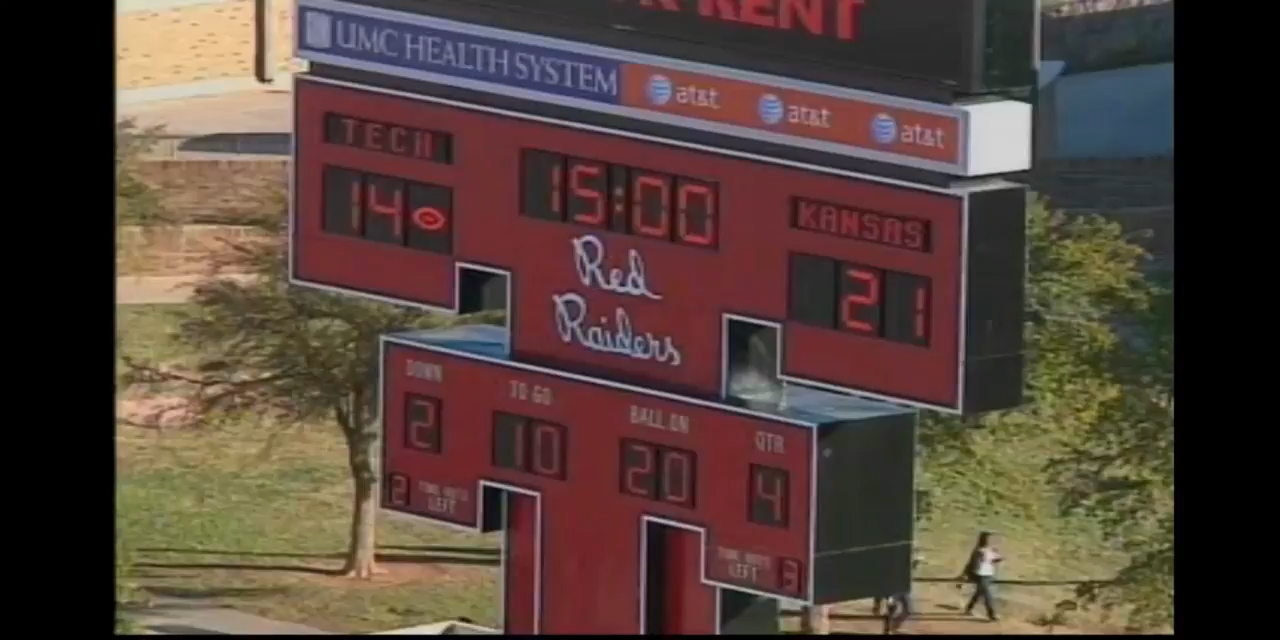 KENT
UMC HEALTH SYSTEM at&t at&t at&t
TECH
15:00
14
KANSAS
21
Red
Raiders
DOWN TO GO BALL ON QTR
2 10 20 4
2 TIME OUTS
LEFT
TIME OUTS
LEFT 3